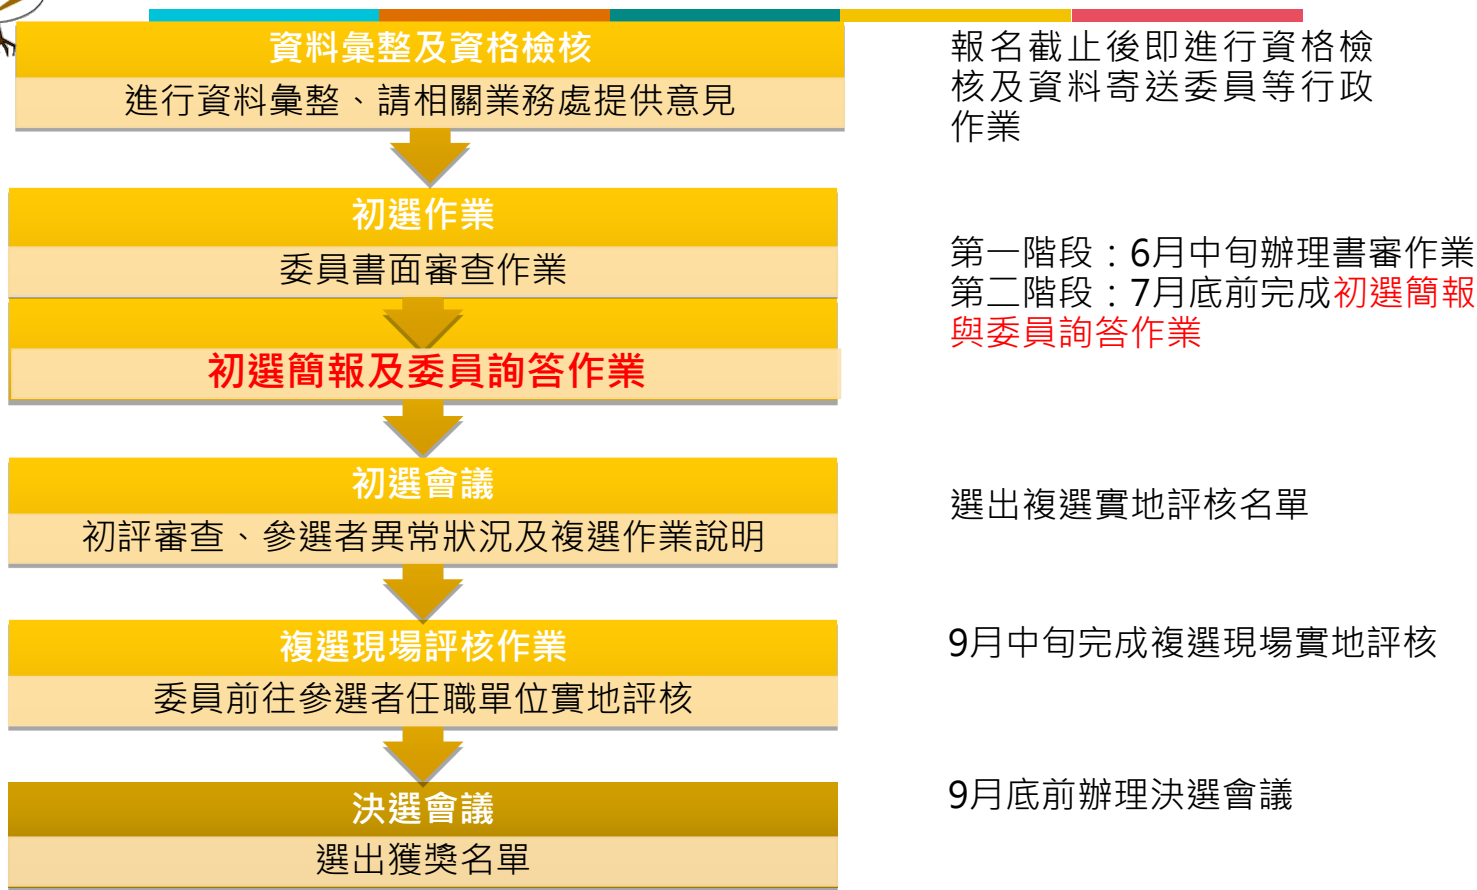 資料彙整及資格檢核
進行資料彙整、請相關業務處提供意見
報名截止後即進行資格檢
核及資料寄送委員等行政
作業
初選作業
委員書面審查作業
第一階段：6月中旬辦理書審作業
第二階段：7月底前完成初選簡報
與委員詢答作業
初選簡報及委員詢答作業
初選會議
初評審查、參選者異常狀況及複選作業說明
選出複選實地評核名單
複選現場評核作業
委員前往參選者任職單位實地評核
9月中旬完成複選現場實地評核
決選會議
選出獲獎名單
9月底前辦理決選會議